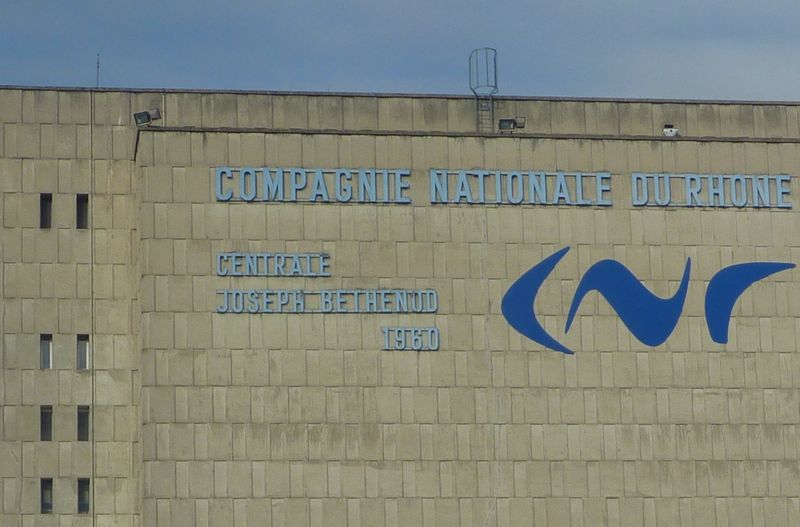 COMPAGNIE NATIONALE DU RHONE
CENTRALE
JOSEPH BETHENOD
1960
cnr